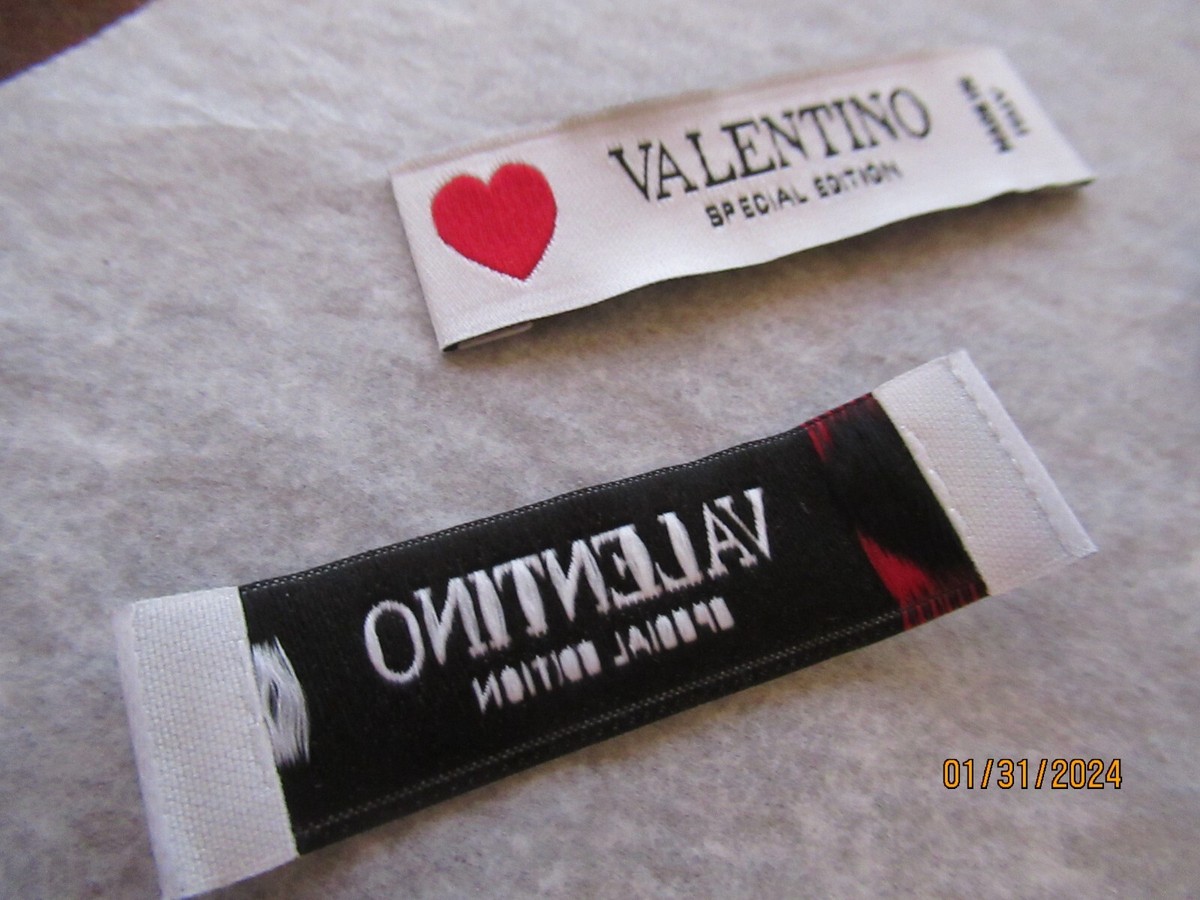 VALENTINO
SPECIAL EDITION
MADE IN
ITALY
VALENTINO
SPECIAL EDITION
01/31/2024